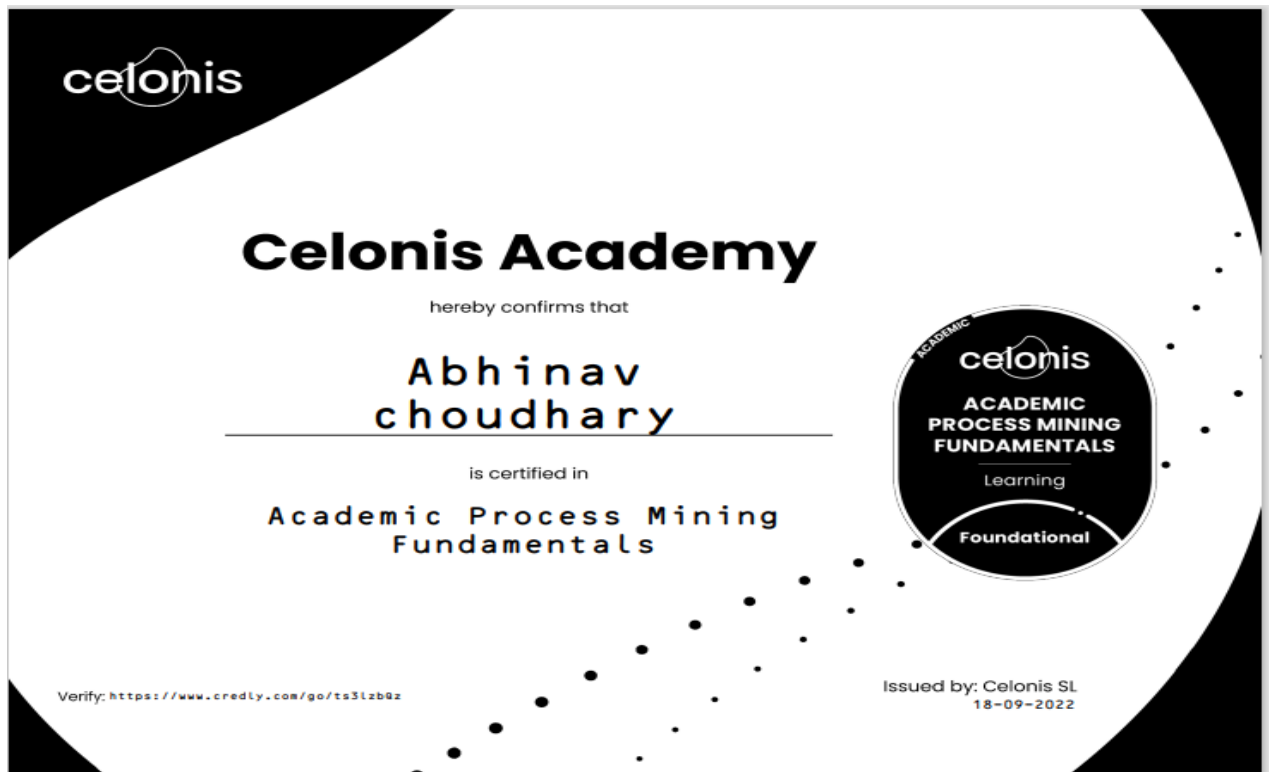 celonis
Celonis Academy
hereby confirms that
Abhinav
choudhary
is certified in
Academic Process Mining
Fundamentals
ACADEMIC
celonis
ACADEMIC
PROCESS MINING
FUNDAMENTALS
Learning
Foundational
Verify: https://www.credly.com/go/ts3lzbQz
Issued by: Celonis SL
18-09-2022